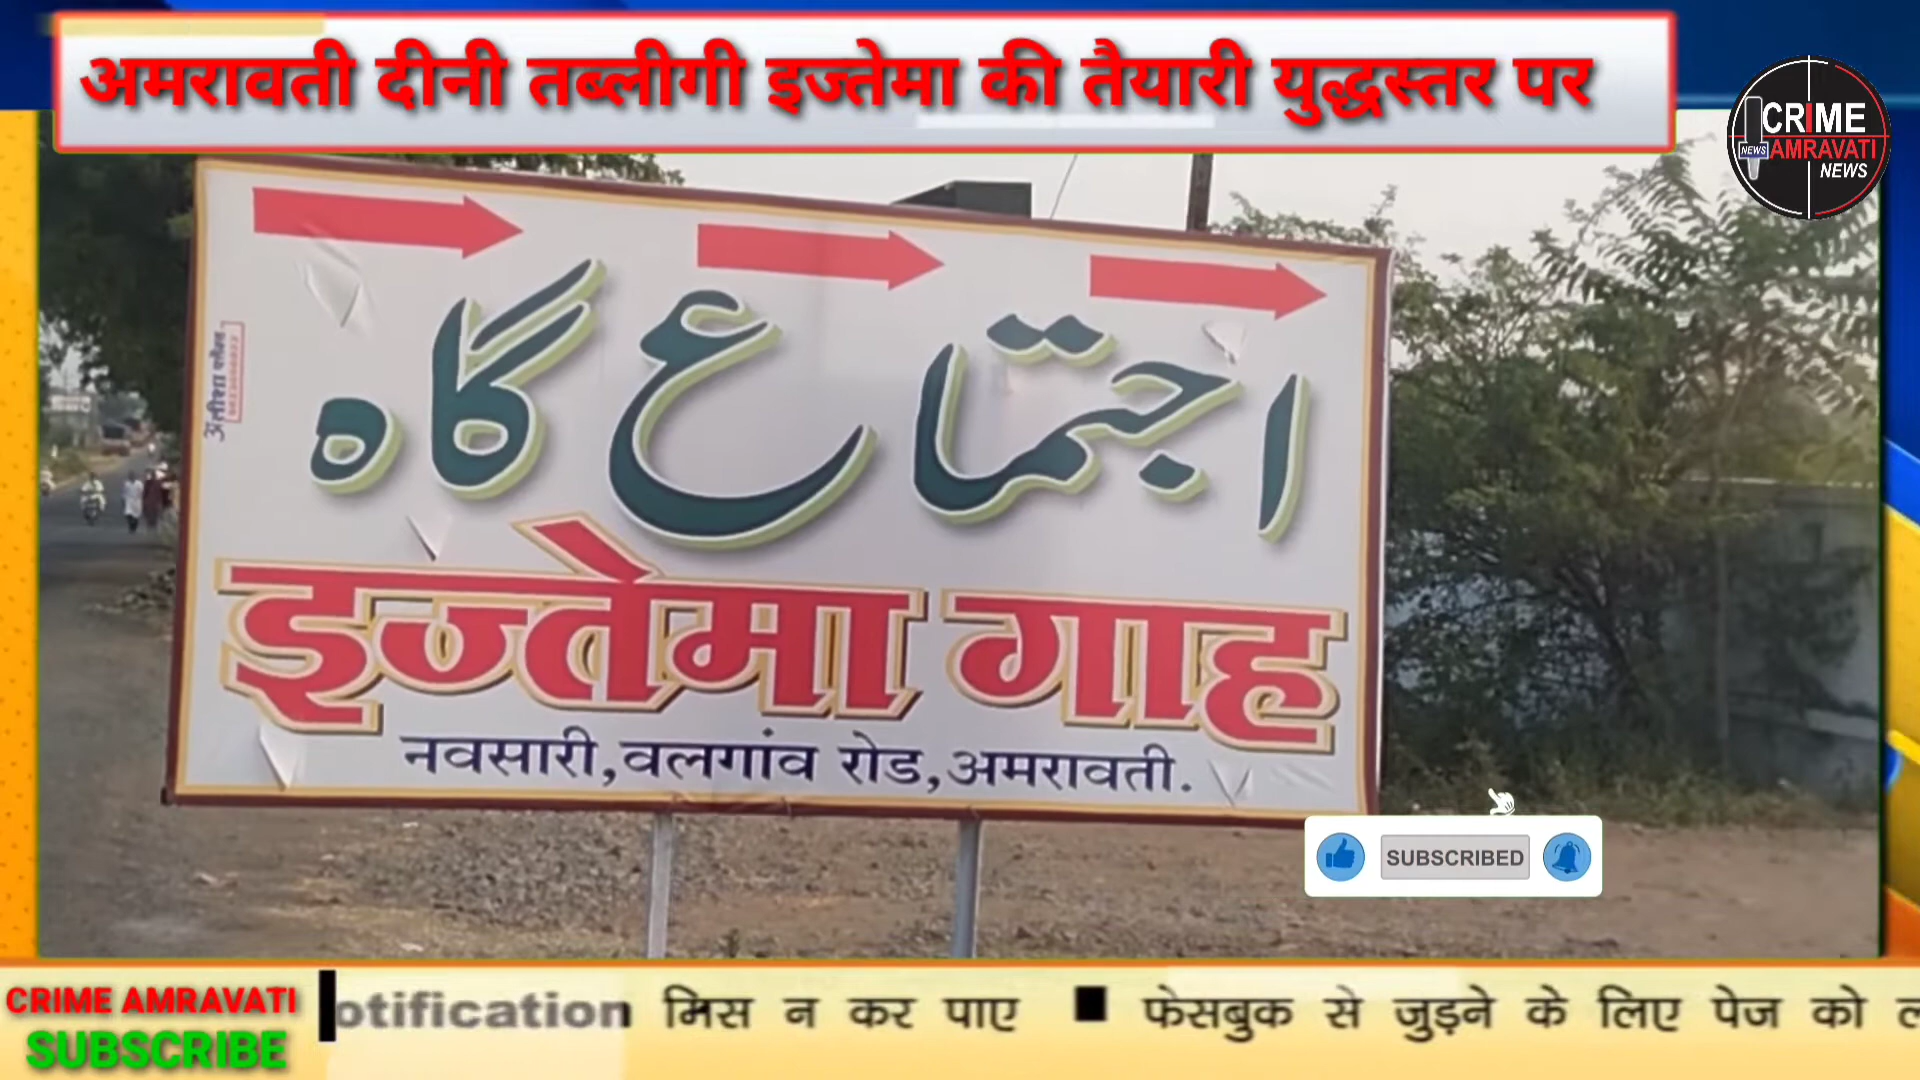 अमरावती दीनी तब्लीगी इज्तेमा की तैयारी युद्धस्तर पर
CRIME
NEWS AMRAVATI
NEWS
اجتماع گاہ
इज्तेमा गाह
नवसारी,वलगांव रोड,अमरावती.
SUBSCRIBED
CRIME AMRAVATI
SUBSCRIBE
otification मिस न कर पाए ■ फेसबुक से जुड़ने के लिए पेज को